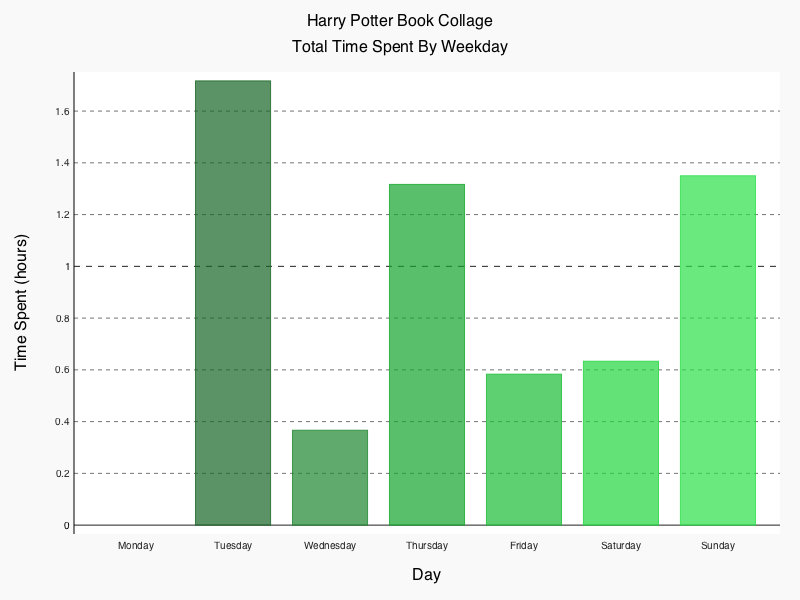 Harry Potter Book Collage
Total Time Spent By Weekday
Time Spent (hours)
1.6
1.4
1.2
1
0.8
0.6
0.4
0.2
0
Monday Tuesday Wednesday Thursday Friday Saturday Sunday
Day